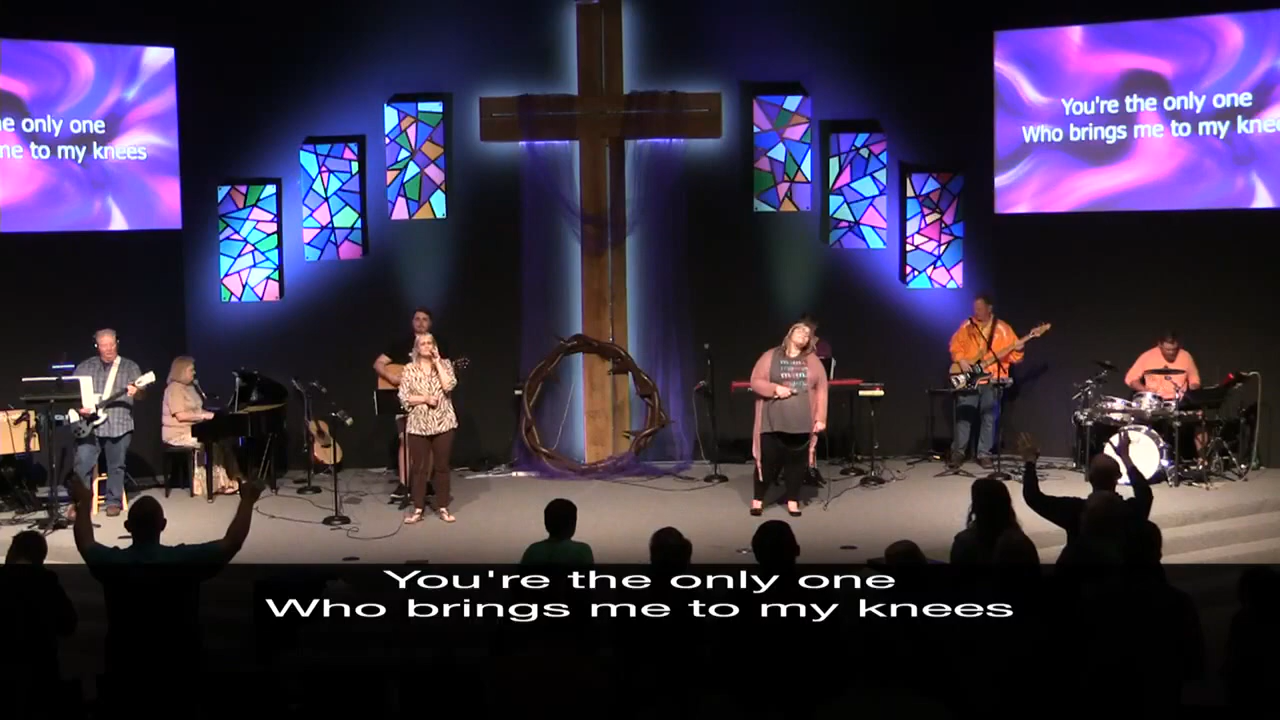 e only one
me to my knees
You're the only one
Who brings me to my knee
You're the only one
Who brings me to my knees